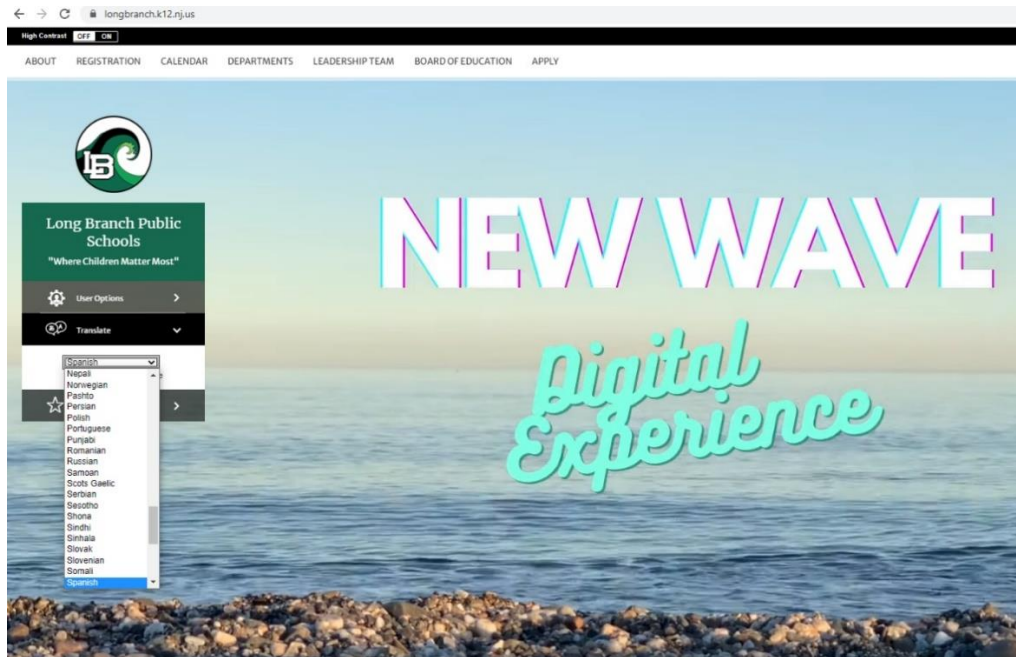 longbranch.k12.nj.us
High Contrast OFF ON
ABOUT REGISTRATION CALENDAR DEPARTMENTS LEADERSHIP TEAM BOARD OF EDUCATION APPLY
LB
Long Branch Public
Schools
"Where Children Matter Most"
User Options
Translate
Spanish
Nepali
Norwegian
Pashto
Persian
Polish
Portuguese
Punjabi
Romanian
Russian
Samoan
Scots Gaelic
Serbian
Sesotho
Shona
Sindhi
Sinhala
Slovak
Slovenian
Somali
Spanish
NEW WAVE
Digital
Experience